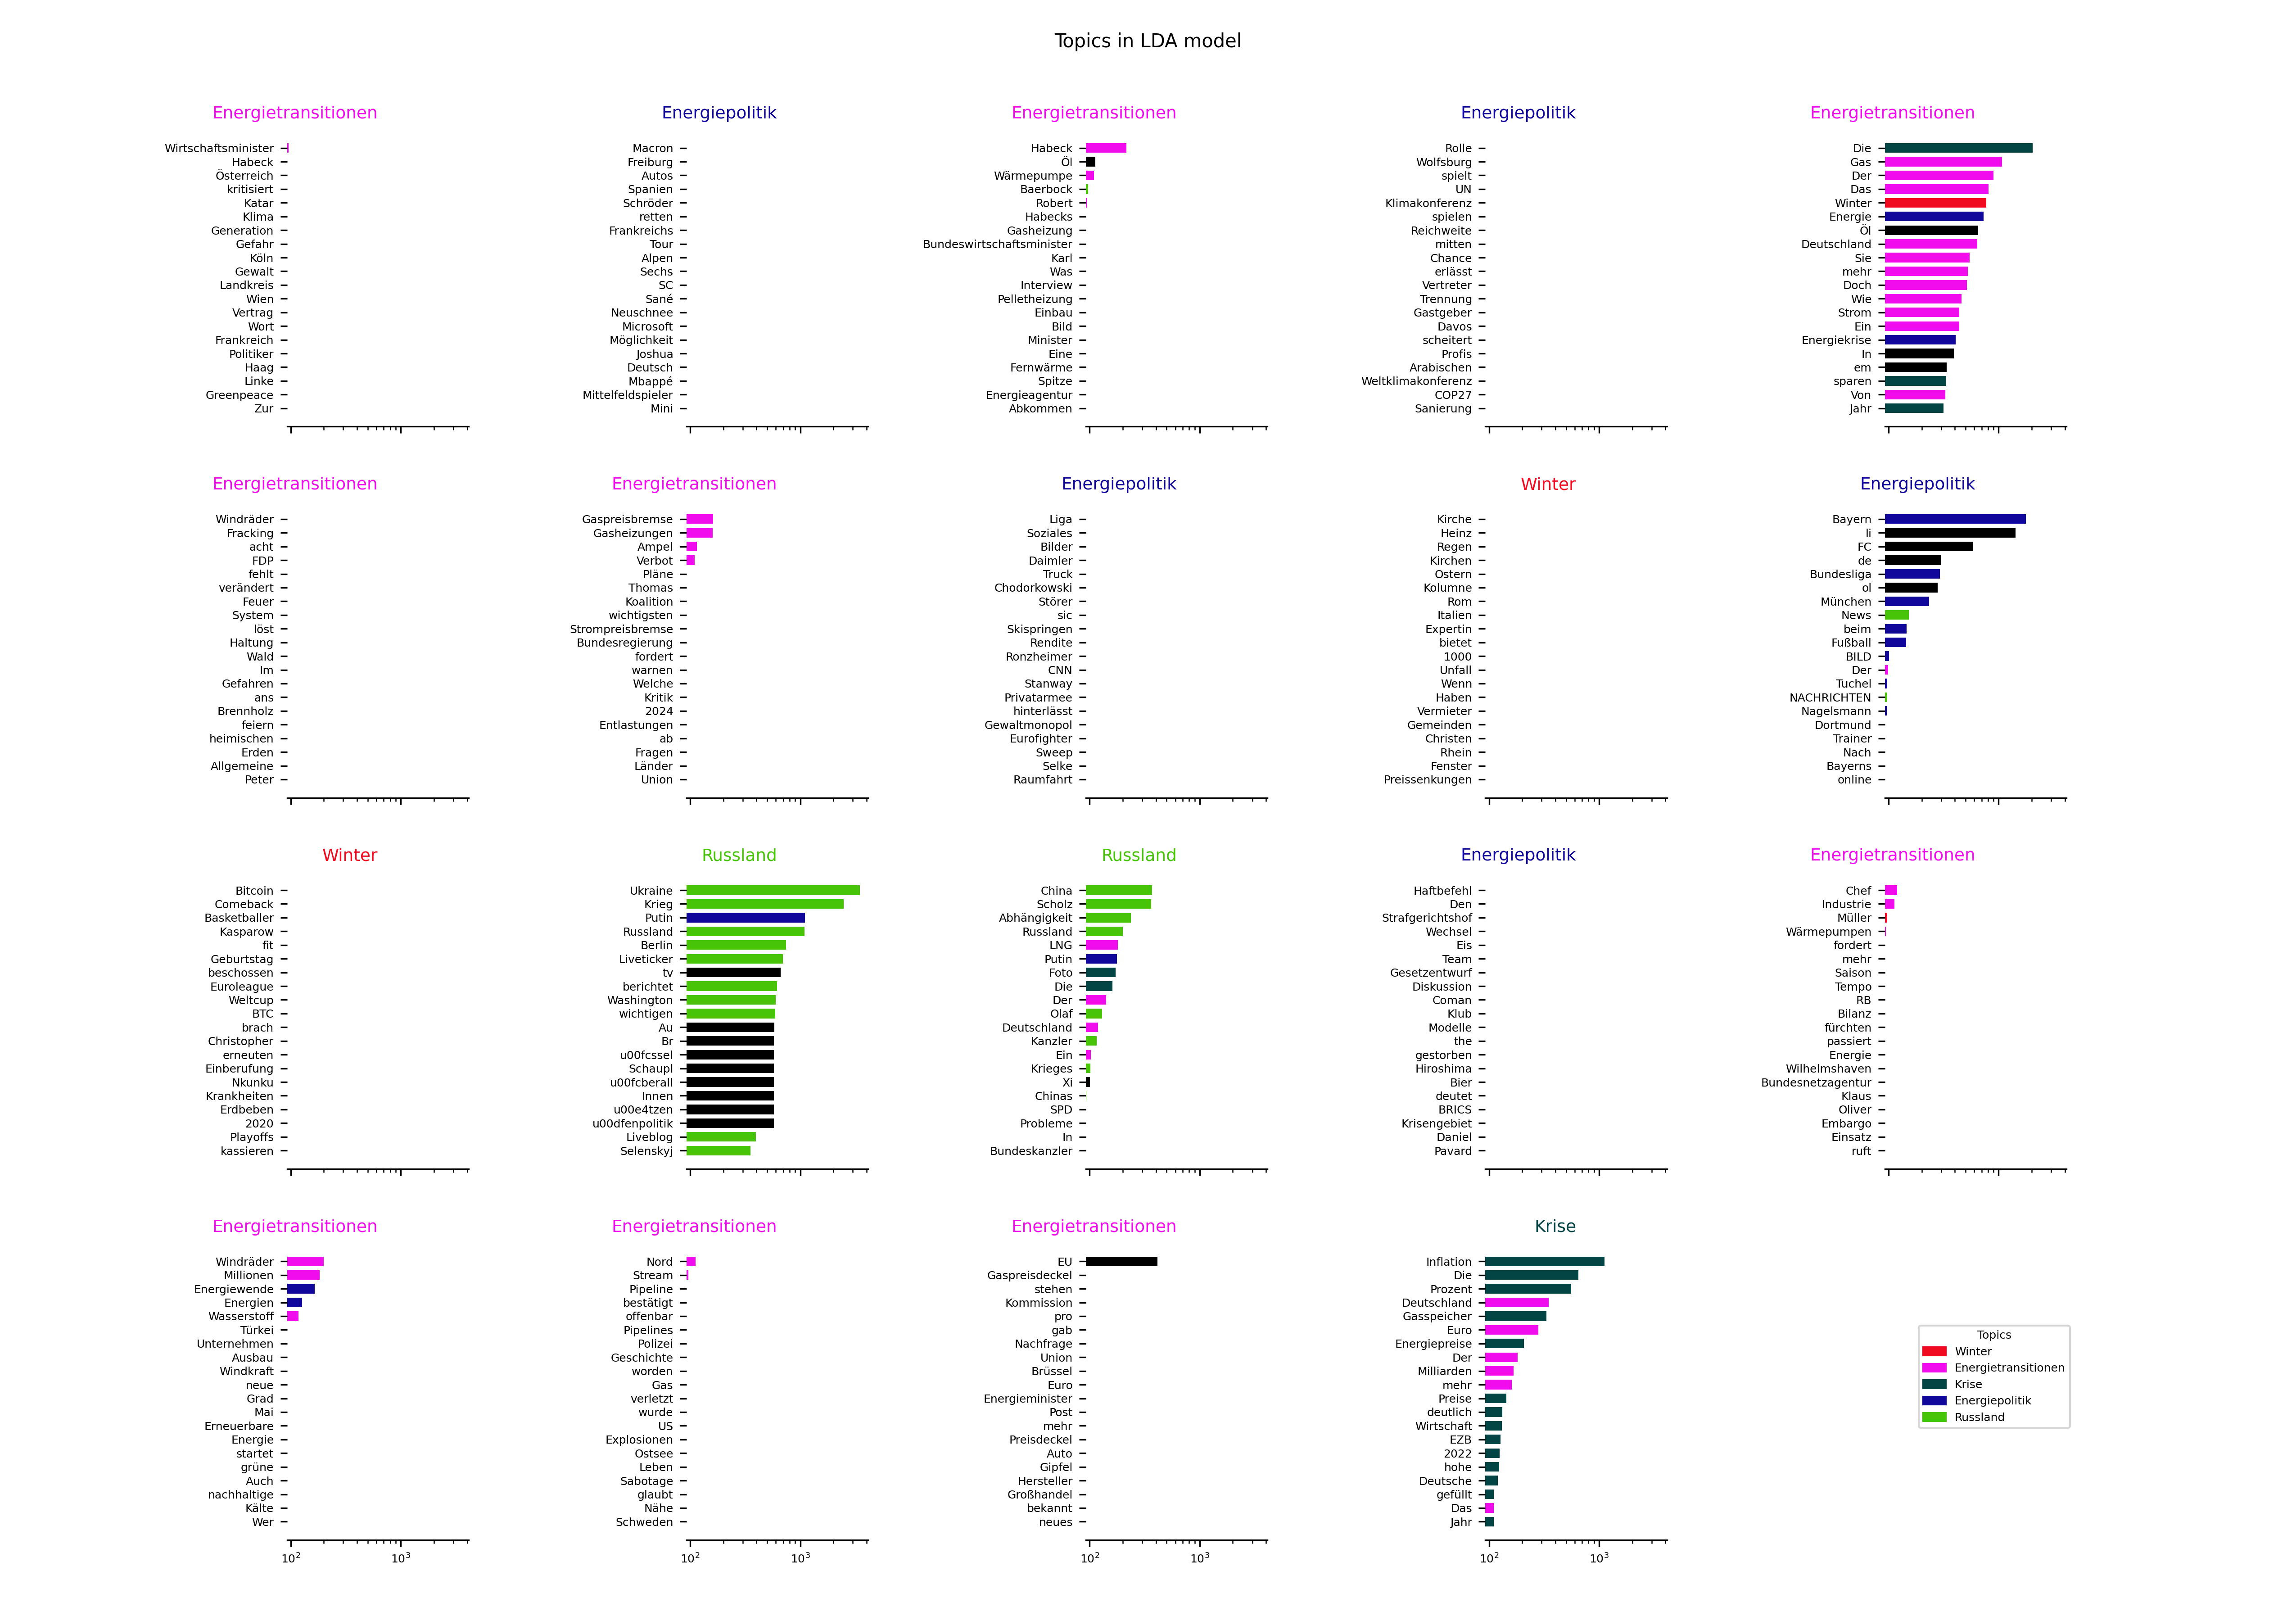 Topics in LDA model
Energietransitionen
Wirtschaftsminister
Habeck
Österreich
kritisiert
Katar
Klima
Generation
Gefahr
Köln
Gewalt
Landkreis
Wien
Vertrag
Wort
Frankreich
Politiker
Haag
Linke
Greenpeace
Zur
Energiepolitik
Macron
Freiburg
Autos
Spanien
Schröder
retten
Frankreichs
Tour
Alpen
Sechs
SC
Sané
Neuschnee
Microsoft
Möglichkeit
Joshua
Deutsch
Mbappé
Mittelfeldspieler
Mini
Energietransitionen
Habeck
Öl
Wärmepumpe
Baerbock
Robert
Habecks
Gasheizung
Bundeswirtschaftsminister
Karl
Was
Interview
Pelletheizung
Einbau
Bild
Minister
Eine
Fernwärme
Spitze
Energieagentur
Abkommen
Energiepolitik
Rolle
Wolfsburg
spielt
UN
Klimakonferenz
spielen
Reichweite
mitten
Chance
erlässt
Vertreter
Trennung
Gastgeber
Davos
scheitert
Profis
Arabischen
Weltklimakonferenz
COP27
Sanierung
Energietransitionen
Die
Gas
Der
Das
Winter
Energie
Öl
Deutschland
Sie
mehr
Doch
Wie
Strom
Ein
Energiekrise
In
em
sparen
Von
Jahr
Energietransitionen
Windräder
Fracking
acht
FDP
fehlt
verändert
Feuer
System
löst
Haltung
Wald
Im
Gefahren
ans
Brennholz
feiern
heimischen
Erden
Allgemeine
Peter
Energietransitionen
Gaspreisbremse
Gasheizungen
Ampel
Verbot
Pläne
Thomas
Koalition
wichtigsten
Strompreisbremse
Bundesregierung
fordert
warnen
Welche
Kritik
2024
Entlastungen
ab
Fragen
Länder
Union
Energiepolitik
Liga
Soziales
Bilder
Daimler
Truck
Chodorkowski
Störer
sic
Skispringen
Rendite
Ronzheimer
CNN
Stanway
Privatarmee
hinterlässt
Gewaltmonopol
Eurofighter
Sweep
Selke
Raumfahrt
Winter
Kirche
Heinz
Regen
Kirchen
Ostern
Kolumne
Rom
Italien
Expertin
bietet
1000
Unfall
Wenn
Haben
Vermieter
Gemeinden
Christen
Rhein
Fenster
Preissenkungen
Energiepolitik
Bayern
li
FC
de
Bundesliga
ol
München
News
beim
Fußball
BILD
Der
Tuchel
NACHRICHTEN
Nagelsmann
Dortmund
Trainer
Nach
Bayerns
online
Winter
Bitcoin
Comeback
Basketballer
Kasparow
fit
Geburtstag
beschossen
Euroleague
Weltcup
BTC
brach
Christopher
erneuten
Einberufung
Nkunku
Krankheiten
Erdbeben
2020
Playoffs
kassieren
Russland
Ukraine
Krieg
Putin
Russland
Berlin
Liveticker
tv
berichtet
Washington
wichtigen
Au
Br
u00fcssel
Schaupl
u00fcberall
Innen
u00e4tzen
u00dfenpolitik
Liveblog
Selenskyj
Russland
China
Scholz
Abhängigkeit
Russland
LNG
Putin
Foto
Die
Der
Olaf
Deutschland
Kanzler
Ein
Krieges
Xi
Chinas
SPD
Probleme
In
Bundeskanzler
Energiepolitik
Haftbefehl
Den
Strafgerichtshof
Wechsel
Eis
Team
Gesetzentwurf
Diskussion
Coman
Klub
Modelle
the
gestorben
Hiroshima
Bier
deutet
BRICS
Krisengebiet
Daniel
Pavard
Energietransitionen
Chef
Industrie
Müller
Wärmepumpen
fordert
mehr
Saison
Tempo
RB
Bilanz
fürchten
passiert
Energie
Wilhelmshaven
Bundesnetzagentur
Klaus
Oliver
Embargo
Einsatz
ruft
Energietransitionen
Windräder
Millionen
Energiewende
Energien
Wasserstoff
Türkei
Unternehmen
Ausbau
Windkraft
neue
Grad
Mai
Erneuerbare
Energie
startet
grüne
Auch
nachhaltige
Kälte
Wer
10² 10³
Energietransitionen
Nord
Stream
Pipeline
bestätigt
offenbar
Pipelines
Polizei
Geschichte
worden
Gas
verletzt
wurde
US
Explosionen
Ostsee
Leben
Sabotage
glaubt
Nähe
Schweden
10² 10³
Energietransitionen
EU
Gaspreisdeckel
stehen
Kommission
pro
gab
Nachfrage
Union
Brüssel
Euro
Energieminister
Post
mehr
Preisdeckel
Auto
Gipfel
Hersteller
Großhandel
bekannt
neues
10² 10³
Krise
Inflation
Die
Prozent
Deutschland
Gasspeicher
Euro
Energiepreise
Der
Milliarden
mehr
Preise
deutlich
Wirtschaft
EZB
2022
hohe
Deutsche
gefüllt
Das
Jahr
10² 10³
Topics
Winter
Energietransitionen
Krise
Energiepolitik
Russland